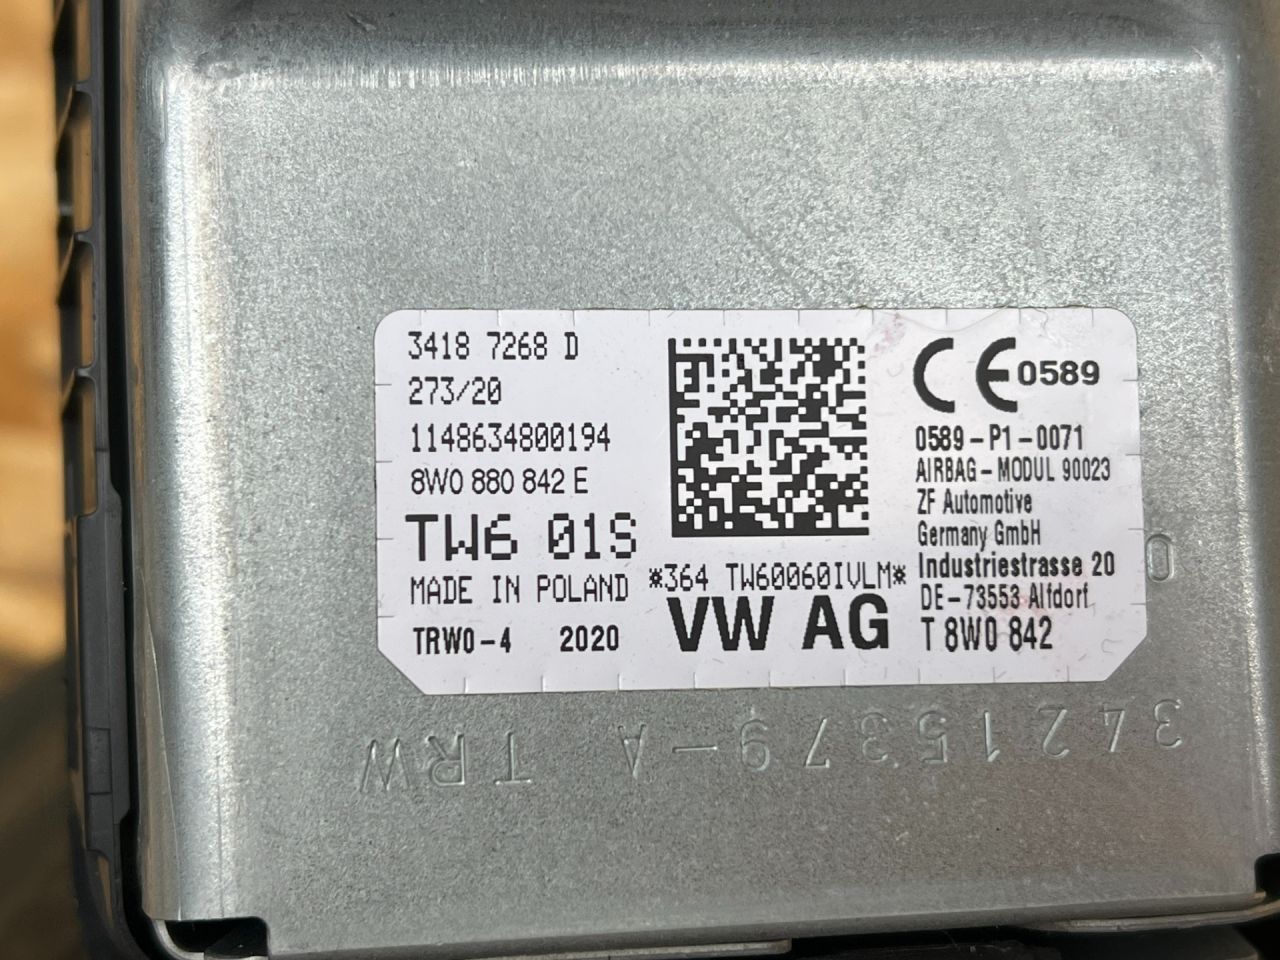 3418 7268 D
273/20
1148634800194
8W0 880 842 E
TW6 01S
MADE IN POLAND
TRW0-4 2020
*364 TW60060IVLM*
VW AG
CE 0589
0589-P1-0071
AIRBAG-MODUL 90023
ZF Automotive
Germany GmbH
Industriestrasse 20
DE-73553 Alfdorf
T 8W0 842
34215379-A TRW